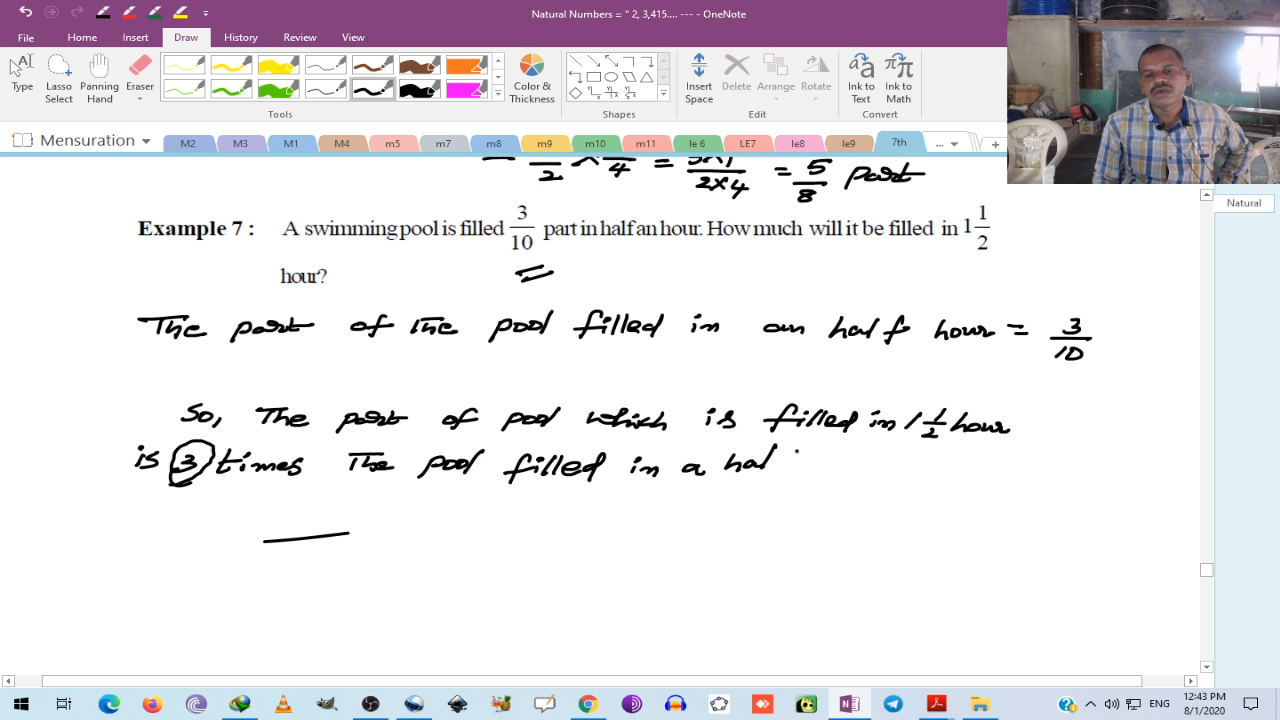 Natural Numbers = " 2, 3,415.... --- - OneNote
File Home Insert Draw History Review View
Type Lasso Select Panning Hand Eraser Color & Thickness Insert Space Delete Arrange Rotate Ink to Text Ink to Math
Tools Shapes Edit Convert
Mensuration M2 M3 M1 M4 m5 m7 m8 m9 m10 m11 le 6 LE7 le8 le9 7th ...
Natural
2 × 4 = 5×1/2×4 = 5/8 part
Example 7 : A swimming pool is filled 3/10 part in half an hour. How much will it be filled in 1 1/2
hour?
The part of the pool filled in an half hour = 3/10
So, The part of pool which is filled in 1 1/2 hour
is 3 times The pool filled in a hal
12:43 PM
ENG
8/1/2020